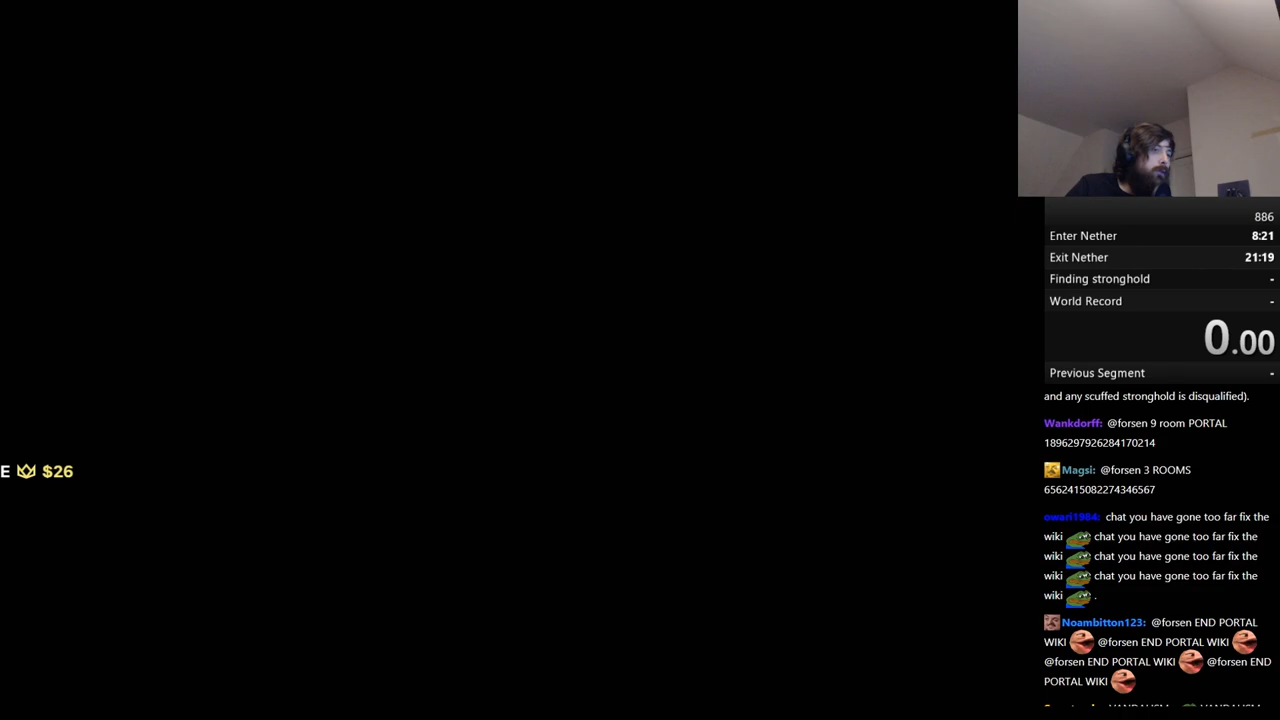 886
Enter Nether 8:21
Exit Nether 21:19
Finding stronghold -
World Record -
0.00
Previous Segment -
and any scuffed stronghold is disqualified).
Wankdorff: @forsen 9 room PORTAL
1896297926284170214
E $26
Magsi: @forsen 3 ROOMS
6562415082274346567
owari1984: chat you have gone too far fix the
wiki chat you have gone too far fix the
wiki chat you have gone too far fix the
wiki chat you have gone too far fix the
wiki .
Noambitton123: @forsen END PORTAL
WIKI @forsen END PORTAL WIKI
@forsen END PORTAL WIKI @forsen END
PORTAL WIKI